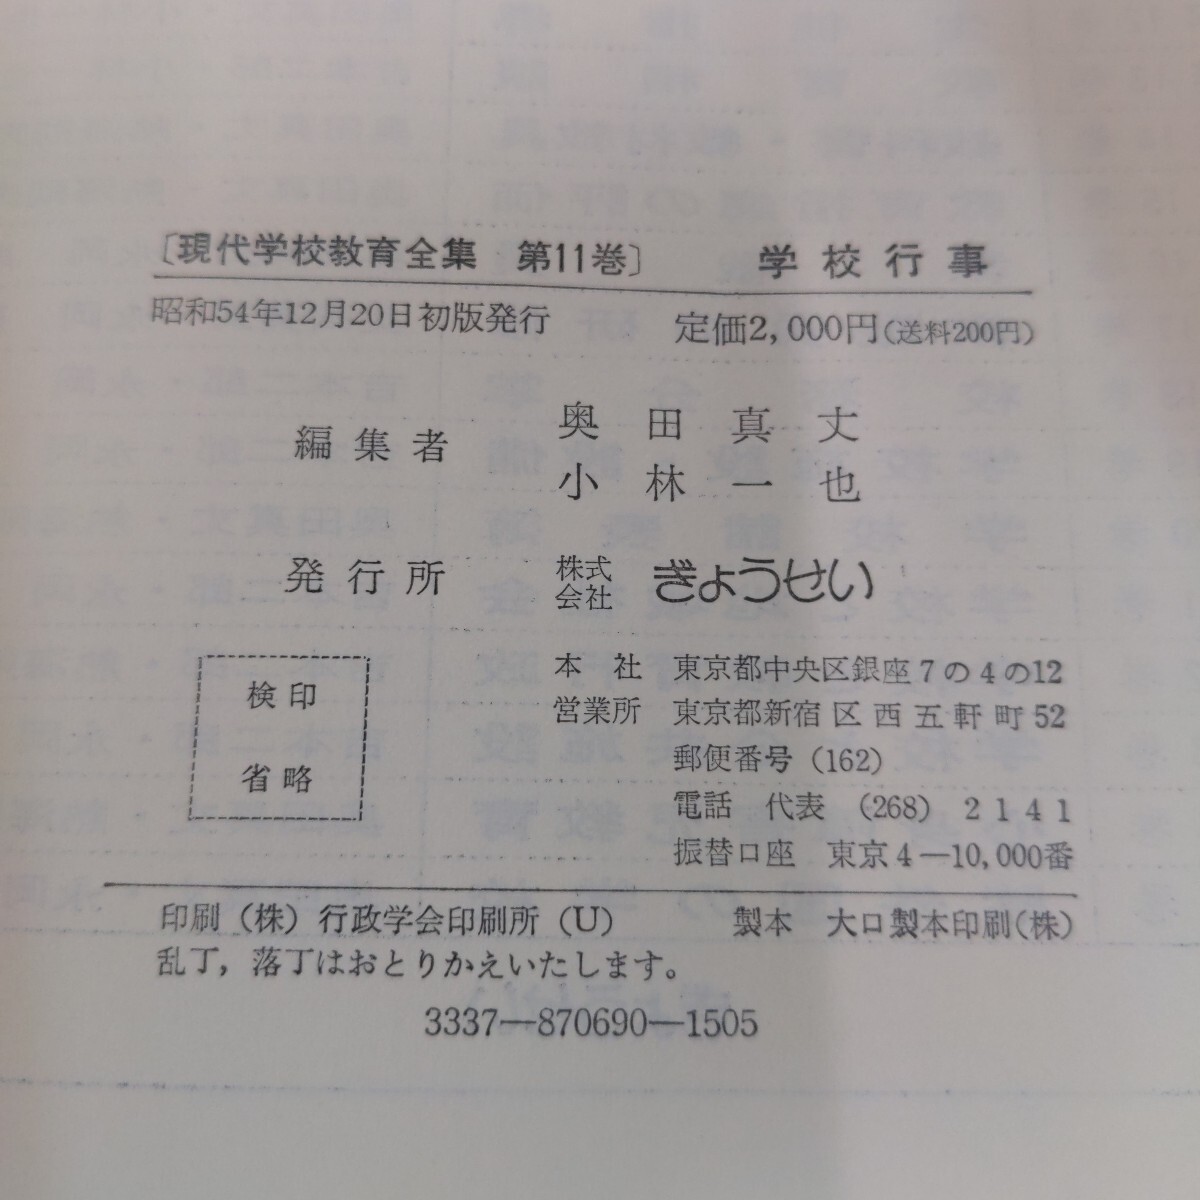 〔現代学校教育全集　第11巻〕　学校行事
昭和54年12月20日初版発行　定価2,000円(送料200円)
編集者　奥田真丈
小林一也
発行所　株式会社　ぎょうせい
本社　東京都中央区銀座7の4の12
営業所　東京都新宿区西五軒町52
郵便番号（162）
電話　代表（268）2141
振替口座　東京4―10,000番
検印
省略
印刷（株）行政学会印刷所（U）　製本　大口製本印刷(株)
乱丁，落丁はおとりかえいたします。
3337―870690―1505